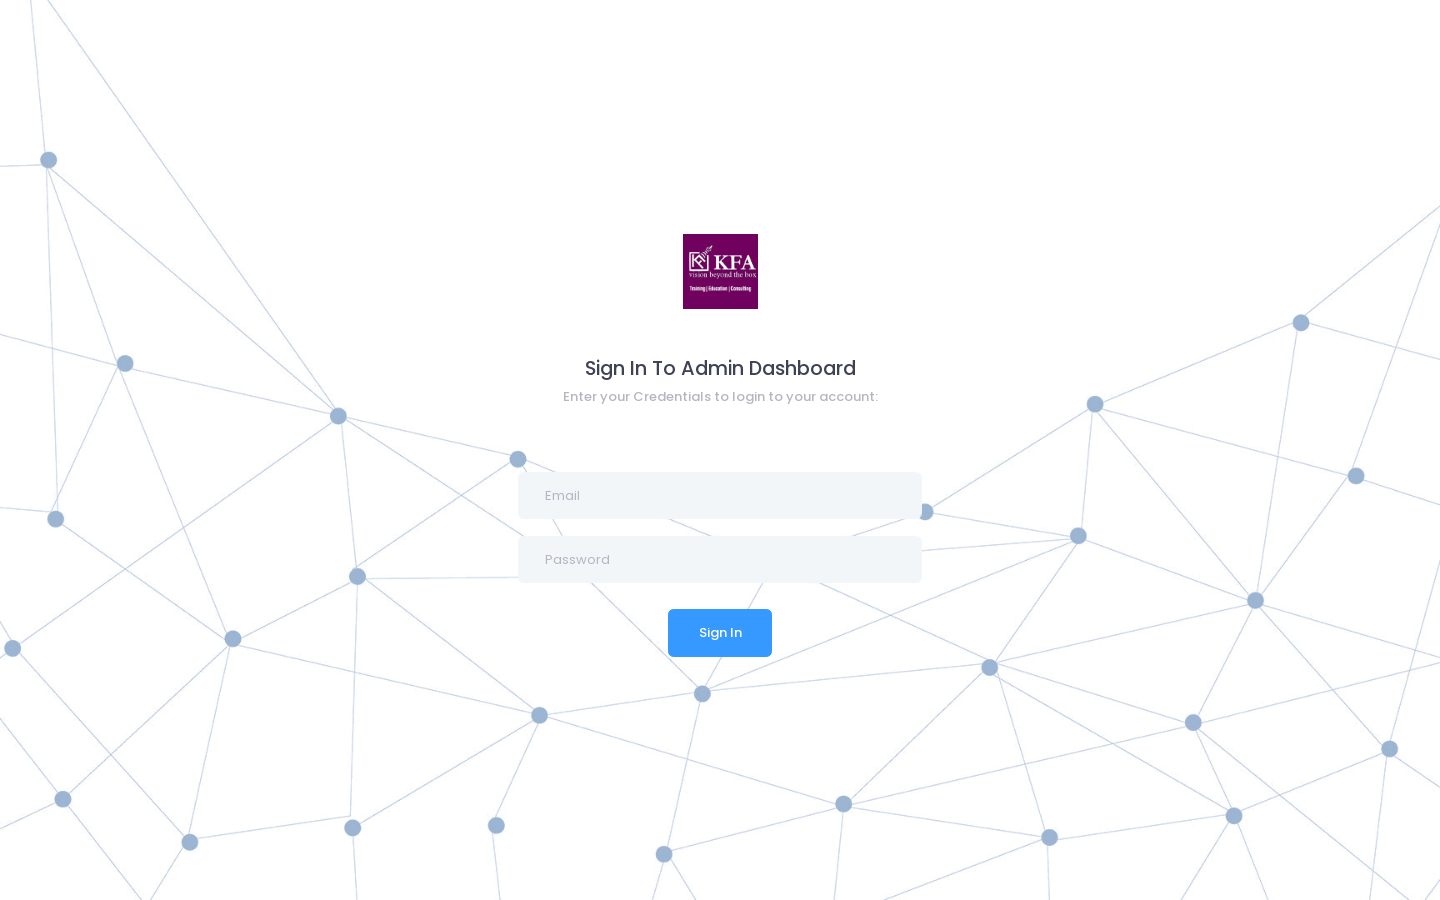 KFA
vision beyond the box
Training | Education | Consulting
Sign In To Admin Dashboard
Enter your Credentials to login to your account:
Email
Password
Sign In